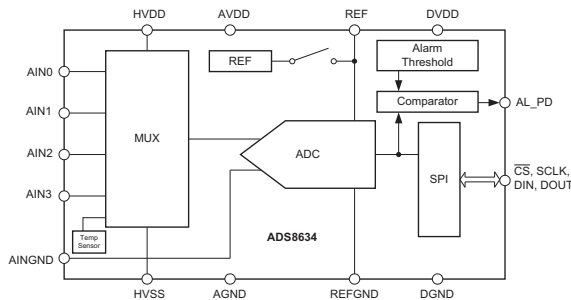 HVDD
AVDD
REF
DVDD
REF
Alarm
Threshold
AIN0
Comparator
AL_PD
AIN1
MUX
AIN2
ADC
SPI
CS, SCLK,
DIN, DOUT
AIN3
Temp
Sensor
ADS8634
AINGND
HVSS
AGND
REFGND
DGND